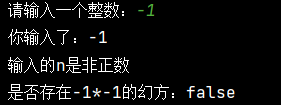 请输入一个整数：-1
你输入了：-1
输入的n是非正数
是否存在-1*-1的幻方：false